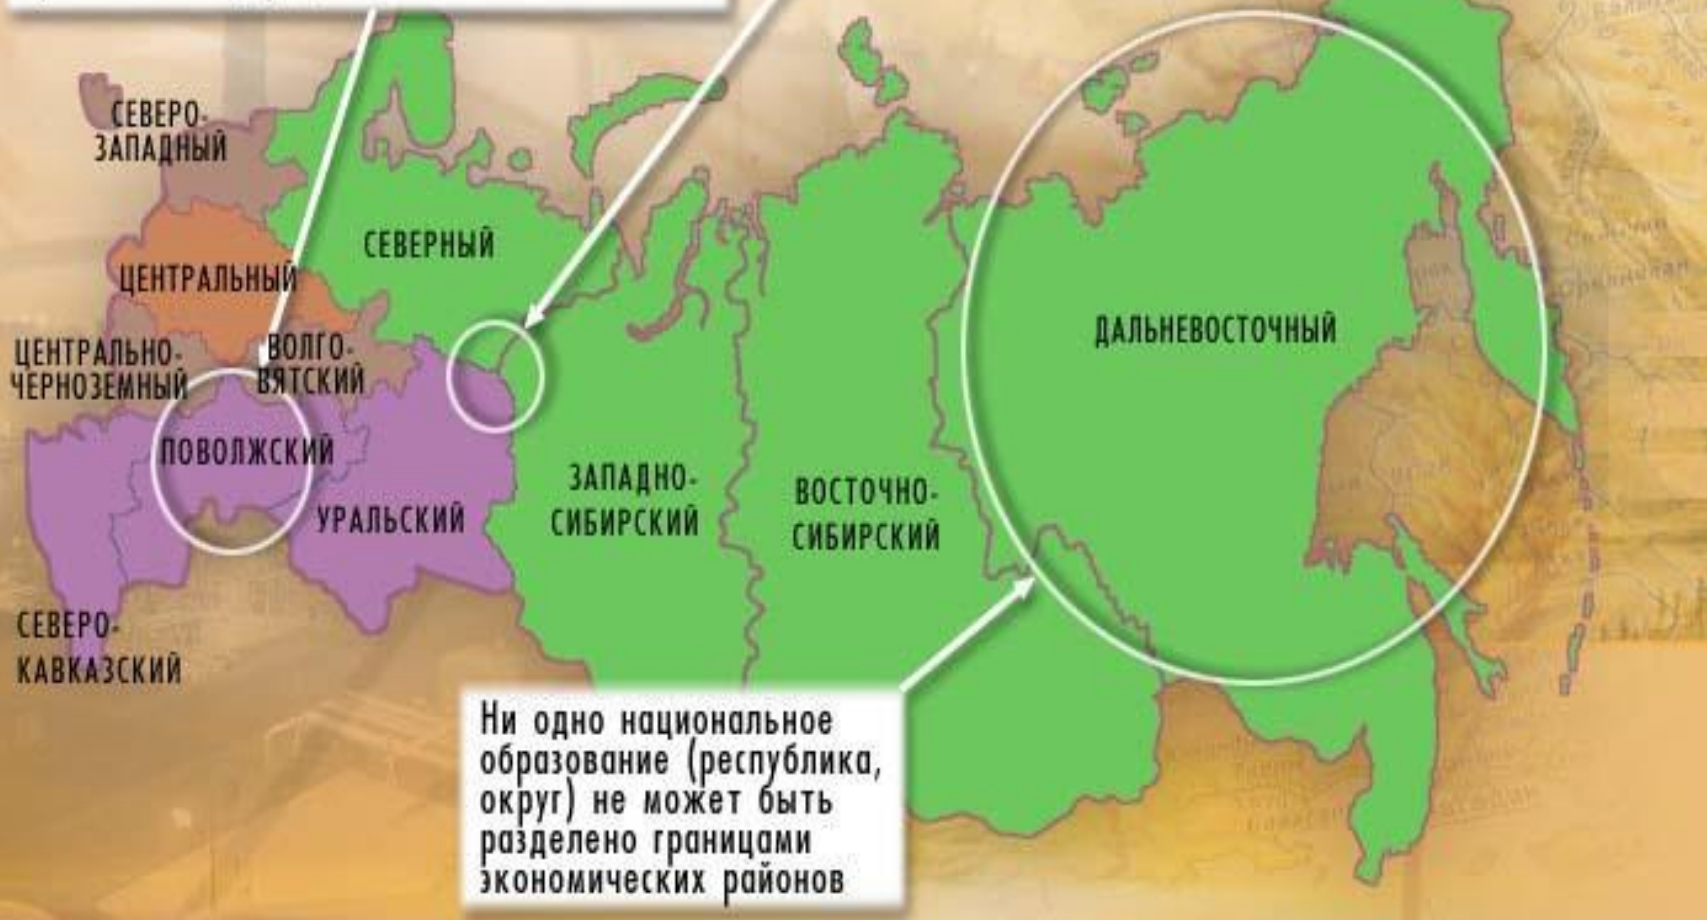 СЕВЕРО-
ЗАПАДНЫЙ
СЕВЕРНЫЙ
ЦЕНТРАЛЬНЫЙ
ЦЕНТРАЛЬНО-
ЧЕРНОЗЕМНЫЙ
ВОЛГО-
ВЯТСКИЙ
ПОВОЛЖСКИЙ
УРАЛЬСКИЙ
СЕВЕРО-
КАВКАЗСКИЙ
ЗАПАДНО-
СИБИРСКИЙ
ВОСТОЧНО-
СИБИРСКИЙ
ДАЛЬНЕВОСТОЧНЫЙ
Ни одно национальное
образование (республика,
округ) не может быть
разделено границами
экономических районов